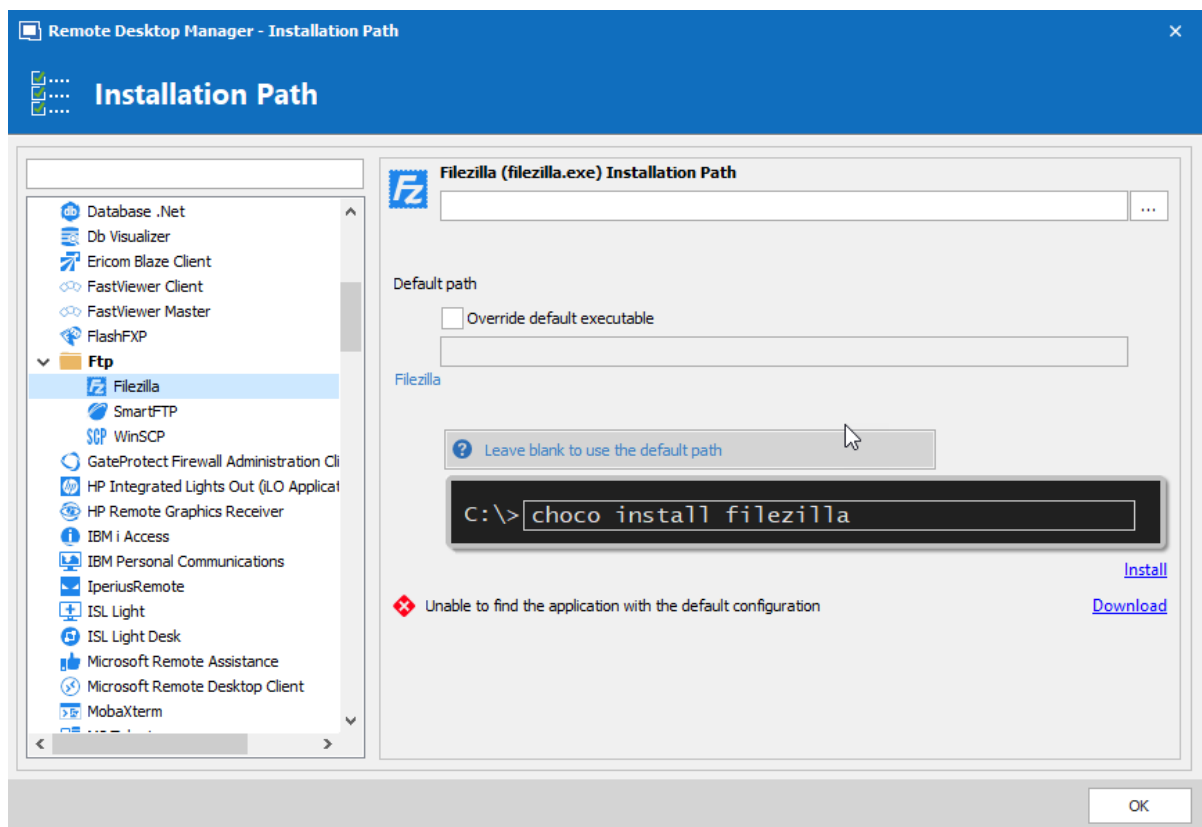 Remote Desktop Manager - Installation Path
Installation Path
Database .Net
Db Visualizer
Ericom Blaze Client
FastViewer Client
FastViewer Master
FlashFXP
Ftp
Filezilla
SmartFTP
WinSCP
GateProtect Firewall Administration Cli
HP Integrated Lights Out (iLO Applicat
HP Remote Graphics Receiver
IBM i Access
IBM Personal Communications
IperiusRemote
ISL Light
ISL Light Desk
Microsoft Remote Assistance
Microsoft Remote Desktop Client
MobaXterm
Filezilla (filezilla.exe) Installation Path
...
Default path
Override default executable
Filezilla
Leave blank to use the default path
C:\>choco install filezilla
Install
Unable to find the application with the default configuration
Download
OK